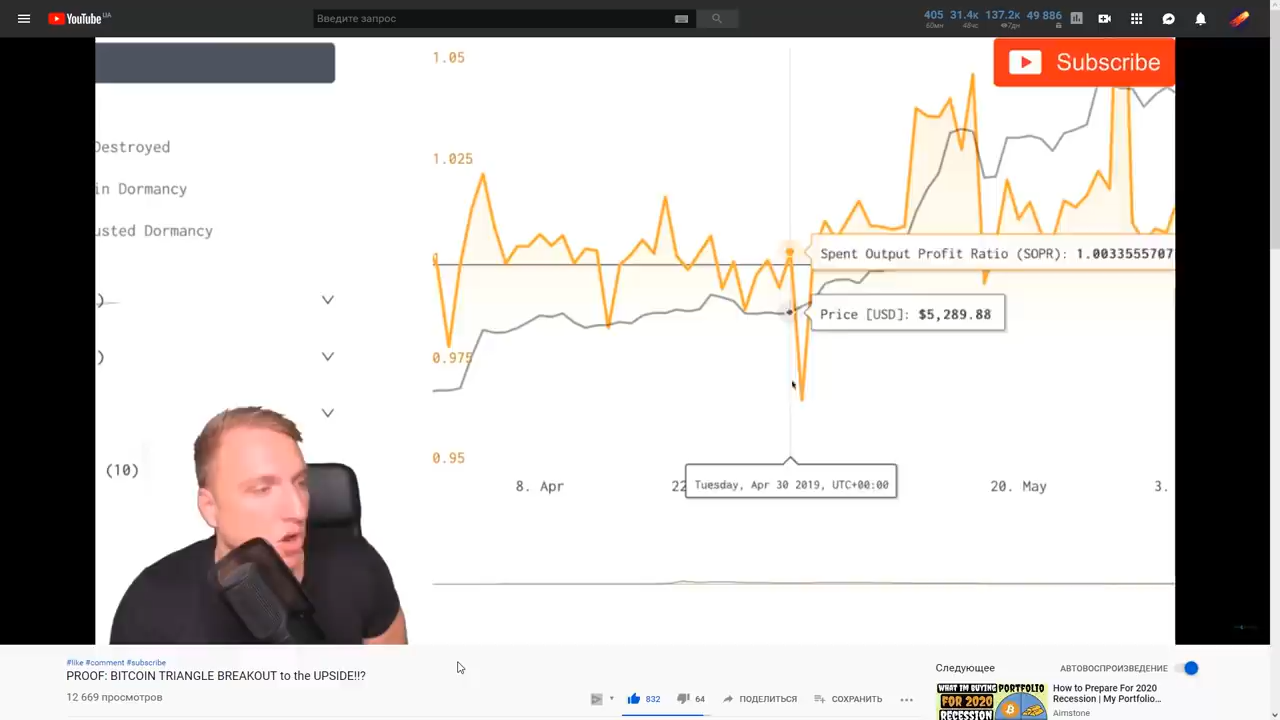 YouTube UA
Введите запрос
405 31.4к 137.2к 49 886
60мн 48чс 7дн
1.05
Subscribe
Destroyed
1.025
in Dormancy
usted Dormancy
1
Spent Output Profit Ratio (SOPR): 1.0033555707
)
Price [USD]: $5,289.88
)
0.975
0.95
(10)
8. Apr
22
Tuesday, Apr 30 2019, UTC+00:00
20. May
3.
#like #comment #subscribe
PROOF: BITCOIN TRIANGLE BREAKOUT to the UPSIDE!!?
12 669 просмотров
832
64
ПОДЕЛИТЬСЯ
СОХРАНИТЬ
Следующее
АВТОВОСПРОИЗВЕДЕНИЕ
WHAT I'M BUYING PORTFOLIO
FOR 2020
RECESSION
How to Prepare For 2020
Recession | My Portfolio...
Aimstone